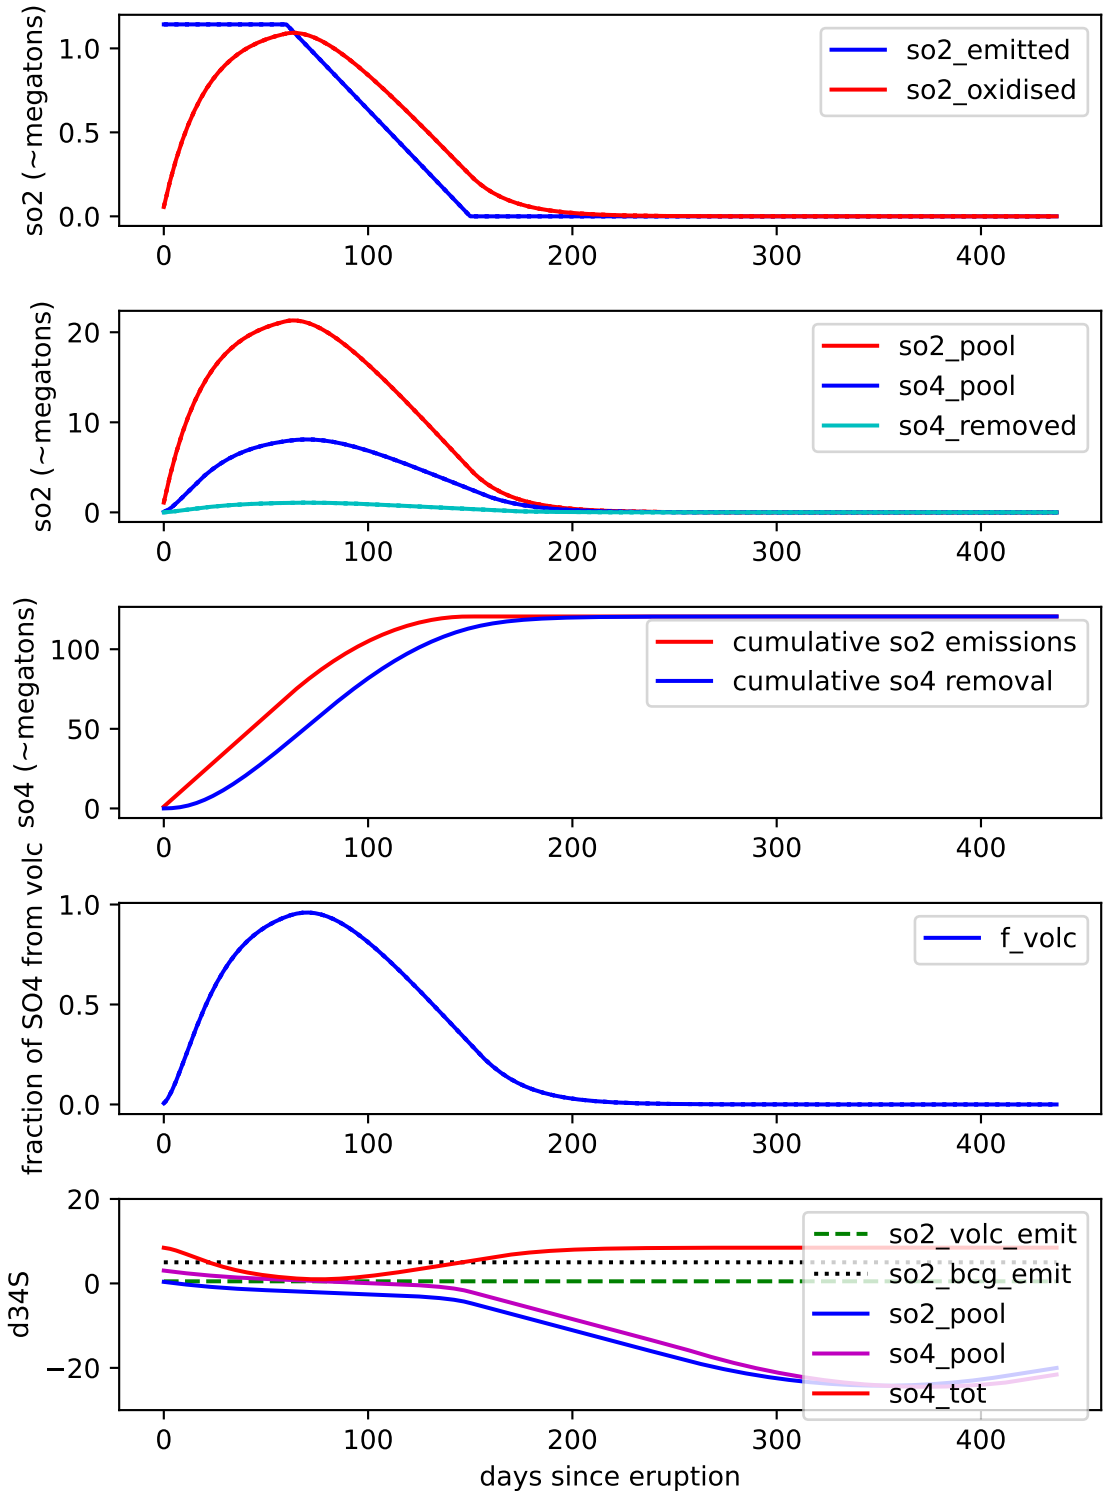 so2 (~megatons)
1.0
0.5
0.0
so2_emitted
so2_oxidised
0 100 200 300 400
so2 (~megatons)
20
10
0
so2_pool
so4_pool
so4_removed
0 100 200 300 400
so4 (~megatons)
100
50
0
cumulative so2 emissions
cumulative so4 removal
0 100 200 300 400
fraction of SO4 from volc
1.0
0.5
0.0
f_volc
0 100 200 300 400
d34S
20
0
−20
so2_volc_emit
so2_bcg_emit
so2_pool
so4_pool
so4_tot
0 100 200 300 400
days since eruption